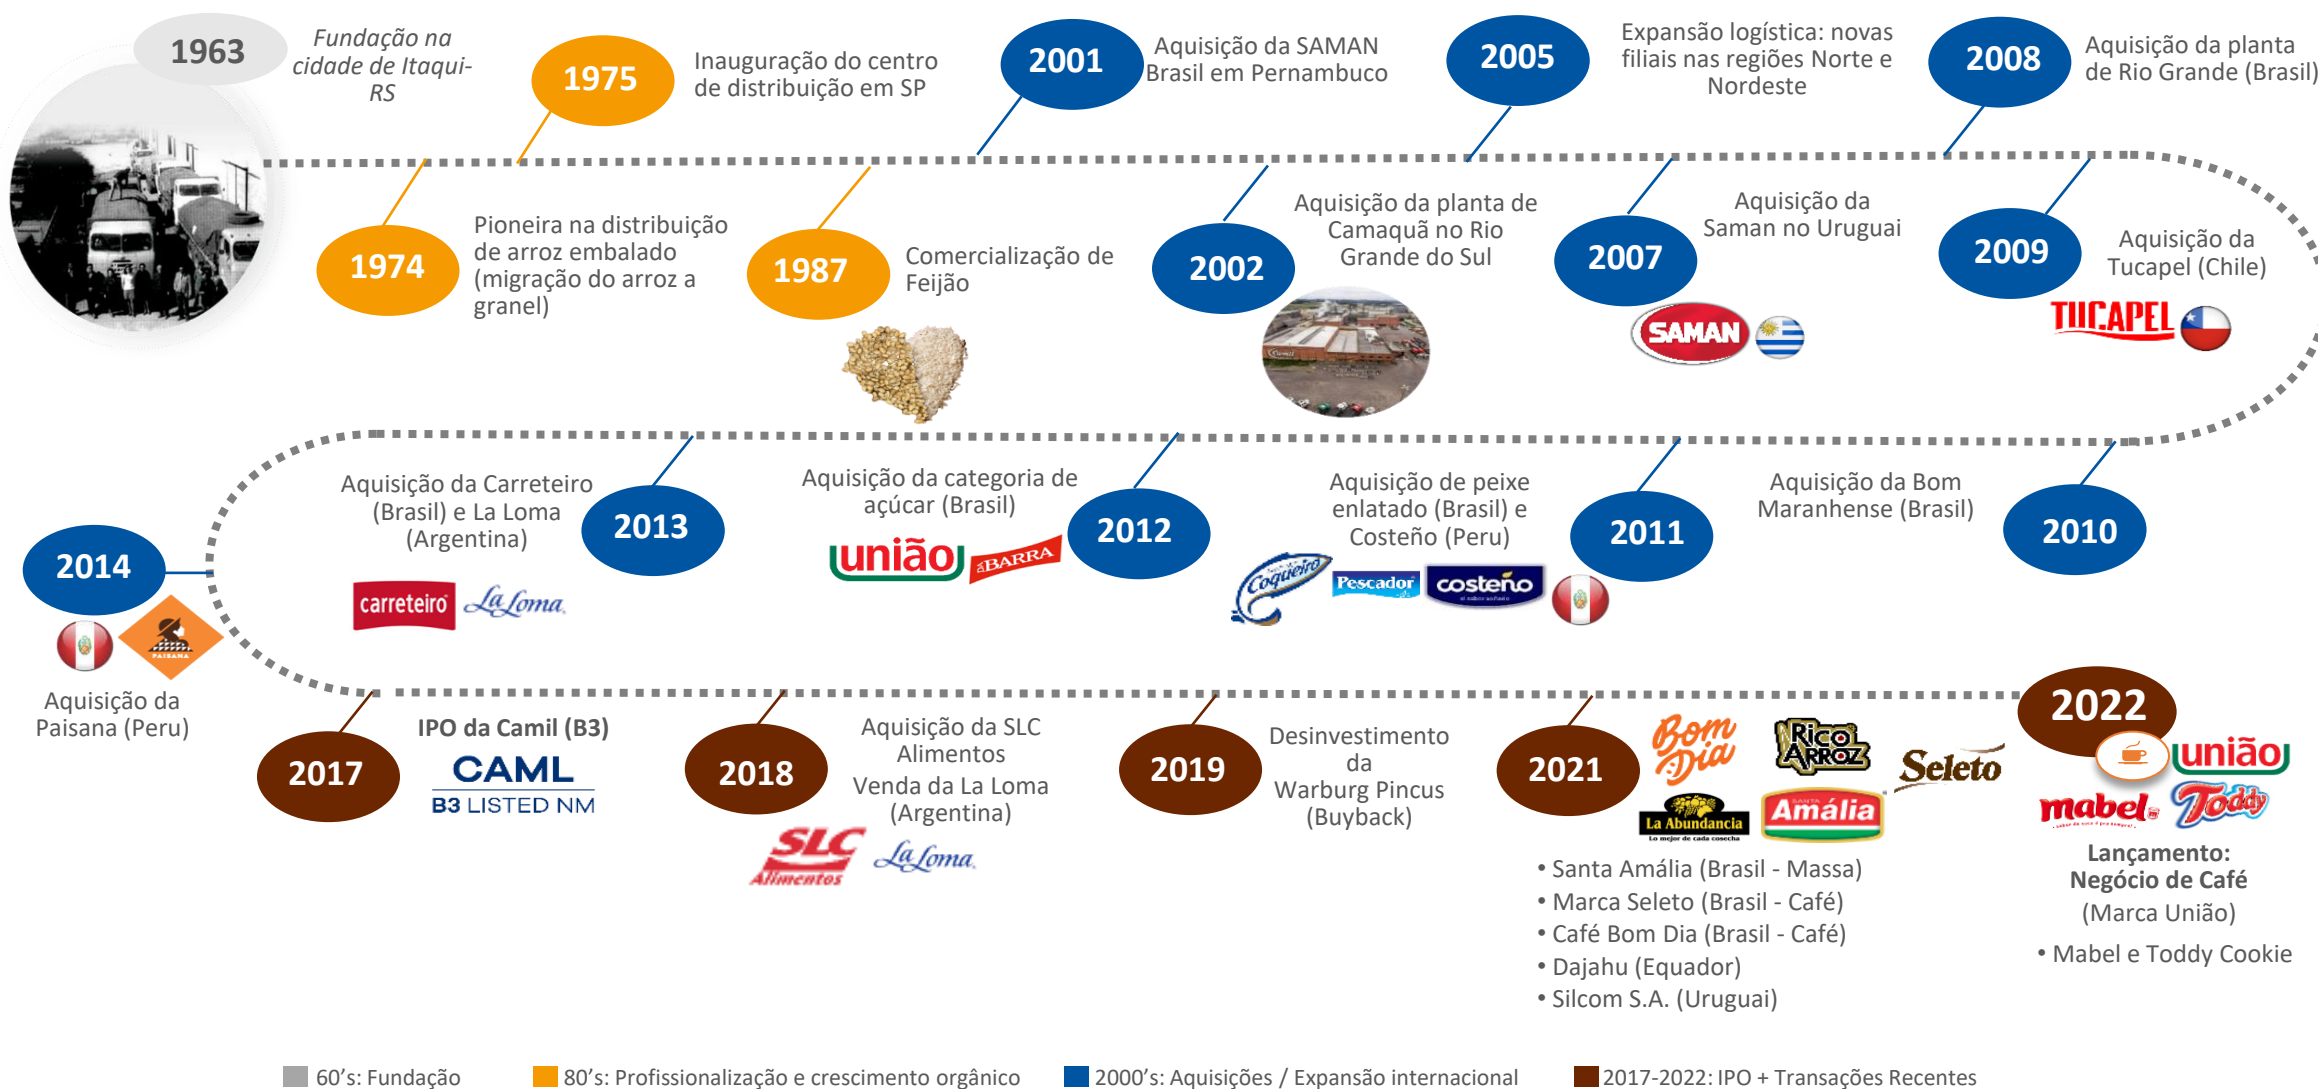 1963
Fundação na
cidade de Itaqui-
RS
1975
Inauguração do centro
de distribuição em SP
2001
Aquisição da SAMAN
Brasil em Pernambuco
2005
Expansão logística: novas
filiais nas regiões Norte e
Nordeste
2008
Aquisição da planta
de Rio Grande (Brasil)
1974
Pioneira na distribuição
de arroz embalado
(migração do arroz a
granel)
1987
Comercialização de
Feijão
2002
Aquisição da planta de
Camaquã no Rio
Grande do Sul
2007
Aquisição da
Saman no Uruguai
SAMAN
2009
Aquisição da
Tucapel (Chile)
TUCAPEL
Aquisição da Carreteiro
(Brasil) e La Loma
(Argentina)
carreteiro
La Loma
2013
Aquisição da categoria de
açúcar (Brasil)
união
DABARRA
2012
Aquisição de peixe
enlatado (Brasil) e
Costeño (Peru)
Coqueiro
Pescador
costeño
2011
Aquisição da Bom
Maranhense (Brasil)
2010
2014
PAISANA
Aquisição da
Paisana (Peru)
2017
IPO da Camil (B3)
CAML
B3 LISTED NM
2018
Aquisição da SLC
Alimentos
Venda da La Loma
(Argentina)
SLC
Alimentos
La Loma
2019
Desinvestimento
da
Warburg Pincus
(Buyback)
2021
Bom
Dia
Rico
ARROZ
Seleto
La Abundancia
Lo mejor de cada cosecha
SANTA
Amália
• Santa Amália (Brasil - Massa)
• Marca Seleto (Brasil - Café)
• Café Bom Dia (Brasil - Café)
• Dajahu (Equador)
• Silcom S.A. (Uruguai)
2022
união
mabel
Toddy
Lançamento:
Negócio de Café
(Marca União)
• Mabel e Toddy Cookie
60's: Fundação
80's: Profissionalização e crescimento orgânico
2000's: Aquisições / Expansão internacional
2017-2022: IPO + Transações Recentes